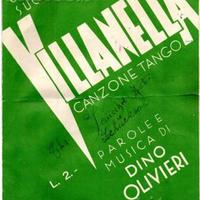 SUCCESSO
VILLANELLA
CANZONE TANGO
L. 2.-
PAROLE E
MUSICA DI
DINO
OLIVIERI